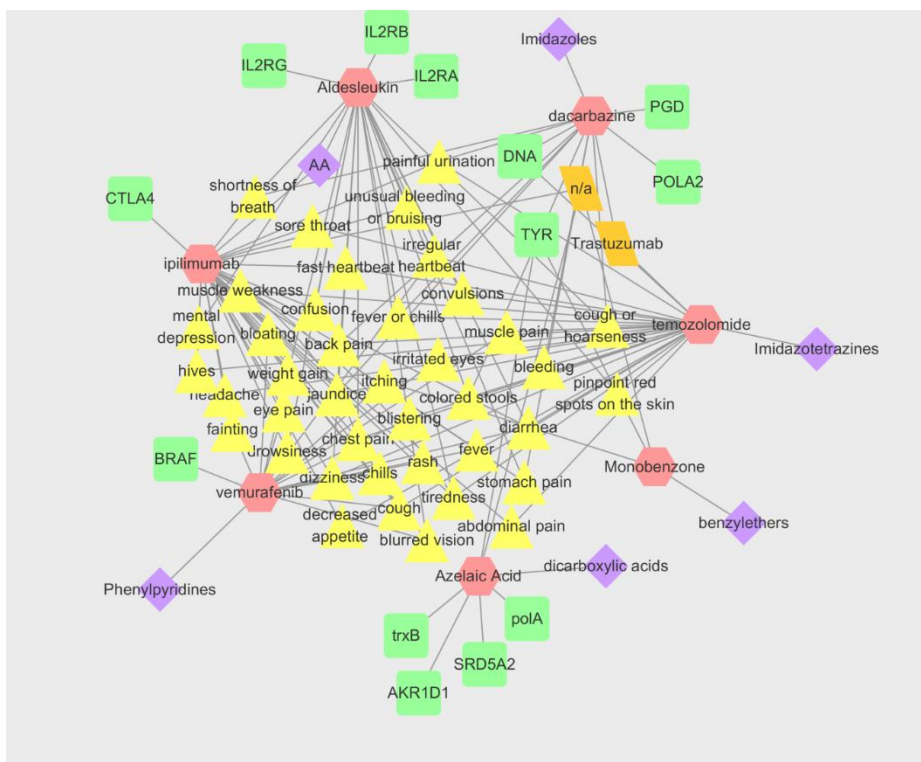 IL2RB
Imidazoles
IL2RG
IL2RA
Aldesleukin
dacarbazine
PGD
DNA
painful urination
AA
n/a
POLA2
shortness of
breath
unusual bleeding
or bruising
CTLA4
sore throat
TYR
irregular
heartbeat
Trastuzumab
ipilimumab
fast heartbeat
muscle weakness
convulsions
confusion
fever or chills
cough or
hoarseness
temozolomide
mental
depression
bloating
back pain
muscle pain
Imidazotetrazines
hives
weight gain
irritated eyes
bleeding
headache
jaundice
itching
colored stools
pinpoint red
spots on the skin
eye pain
blistering
fainting
diarrhea
chest pain
drowsiness
BRAF
rash
fever
Monobenzone
vemurafenib
dizziness
chills
stomach pain
tiredness
cough
decreased
appetite
abdominal pain
benzylethers
blurred vision
Azelaic Acid
dicarboxylic acids
Phenylpyridines
polA
trxB
SRD5A2
AKR1D1